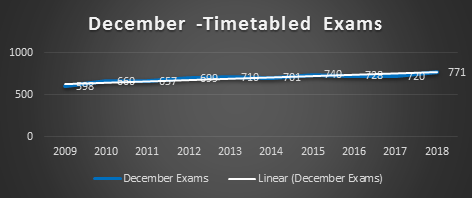 December -Timetabled Exams
1000
500
0
598 660 657 699 710 701 740 728 720 771
2009 2010 2011 2012 2013 2014 2015 2016 2017 2018
December Exams Linear (December Exams)